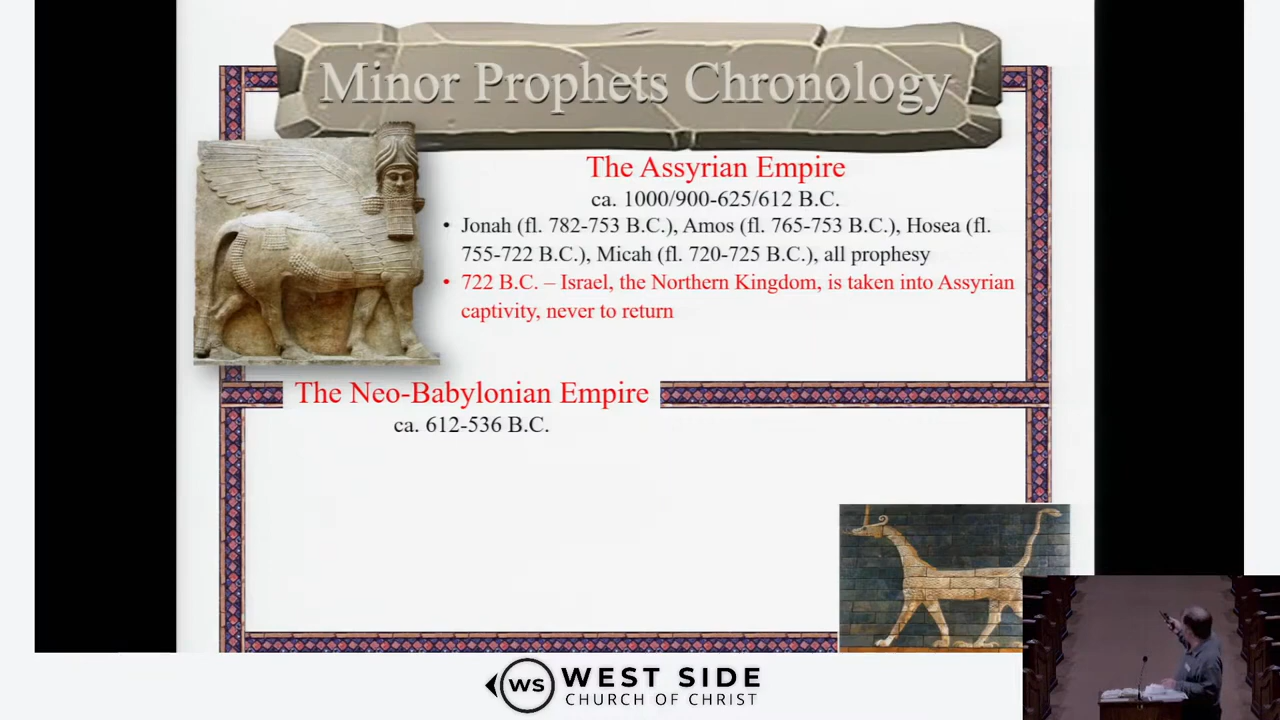 Minor Prophets Chronology
The Assyrian Empire
ca. 1000/900-625/612 B.C.
• Jonah (fl. 782-753 B.C.), Amos (fl. 765-753 B.C.), Hosea (fl.
755-722 B.C.), Micah (fl. 720-725 B.C.), all prophesy
• 722 B.C. – Israel, the Northern Kingdom, is taken into Assyrian
captivity, never to return
The Neo-Babylonian Empire
ca. 612-536 B.C.
WS WEST SIDE
CHURCH OF CHRIST